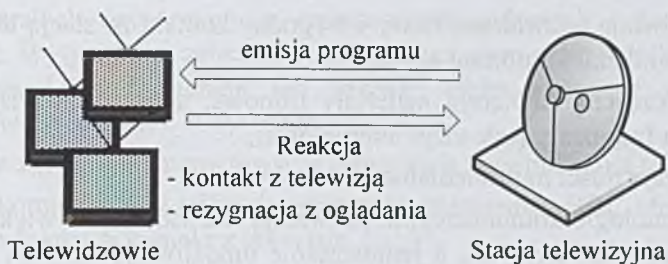 emisja programu
Reakcja
- kontakt z telewizją
- rezygnacja z oglądania
Telewidzowie
Stacja telewizyjna